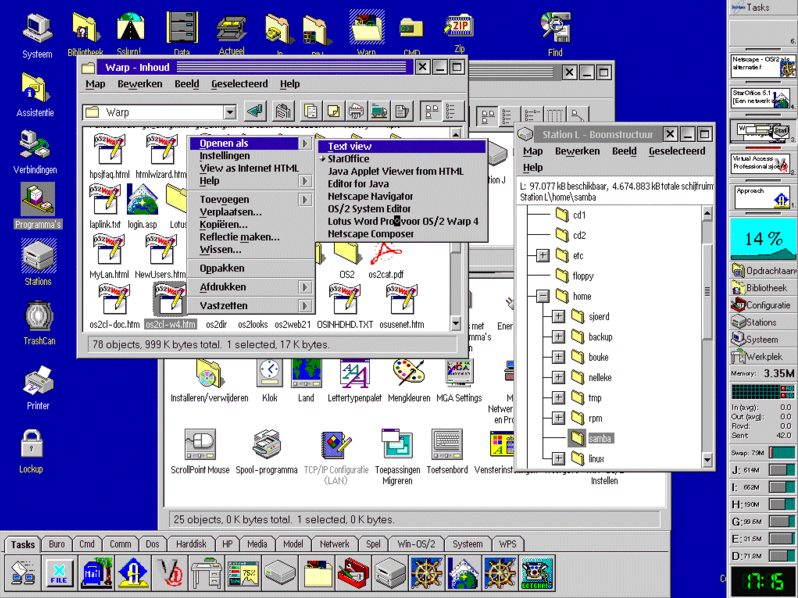 Systeem
Bibliotheek
Data
Actueel
Warp
CMD
Zip
Find
Assistentie
Verbindingen
Programma's
Stations
TrashCan
Printer
Lockup
Warp - Inhoud
Map Bewerken Beeld Geselecteerd Help
Warp
hpsjfaq.html
htmlwizard.htm
laplink.txt
login.asp
MyLan.html
NewUsers.htm
OS2
os2cat.pdf
os2cl-doc.htm
os2cl-w4.htm
os2dir
os2looks
os2web21
OSINHDHD.TXT
osusenet.htm
78 objects, 999 K bytes total. 1 selected, 17 K bytes.
Openen als
Instellingen
View as Internet HTML
Help
Toevoegen
Verplaatsen...
Kopiëren...
Reflectie maken...
Wissen...
Oppakken
Afdrukken
Vastzetten
Text view
StarOffice
Java Applet Viewer from HTML
Editor for Java
Netscape Navigator
OS/2 System Editor
Lotus Word Pro voor OS/2 Warp 4
Netscape Composer
Station L - Boomstructuur
Map Bewerken Beeld Geselecteerd
Help
L: 97.077 kB beschikbaar, 4.674.883 kB totale schijfruim
Station L\home\samba\
cd1
cd2
etc
floppy
home
sjoerd
backup
bouke
nelleke
tmp
rpm
samba
linux
Installeren/verwijderen
Klok
Land
Lettertypenpalet
Mengkleuren
MGA Settings
ScrollPoint Mouse
Spool-programma
TCP/IP Configuratie
(LAN)
Toepassingen
Migreren
Toetsenbord
Instellen
25 objects, 0 K bytes total. 1 selected, 0 K bytes.
Tasks Buro Cmd Comm Dos Harddisk HP Media Model Netwerk Spel Win-OS/2 Systeem WPS
FILE
75%
GOTCHA!
Tasks
Netscape - OS/2 als
alternatief
StarOffice 5.1
[Een netwerk
Virtual Access
Professional
Approach
14 %
Opdrachtaan
Bibliotheek
Configuratie
Stations
Systeem
Werkplek
Memory: 3.35M
In (avg): 0.0
Out (avg): 0.0
Rcvd: 0.0
Sent: 42.0
Swap: 79M
J: 614M
I: 662M
H: 190M
G: 99.6M
E: 31.5M
D: 71.8M
17:15